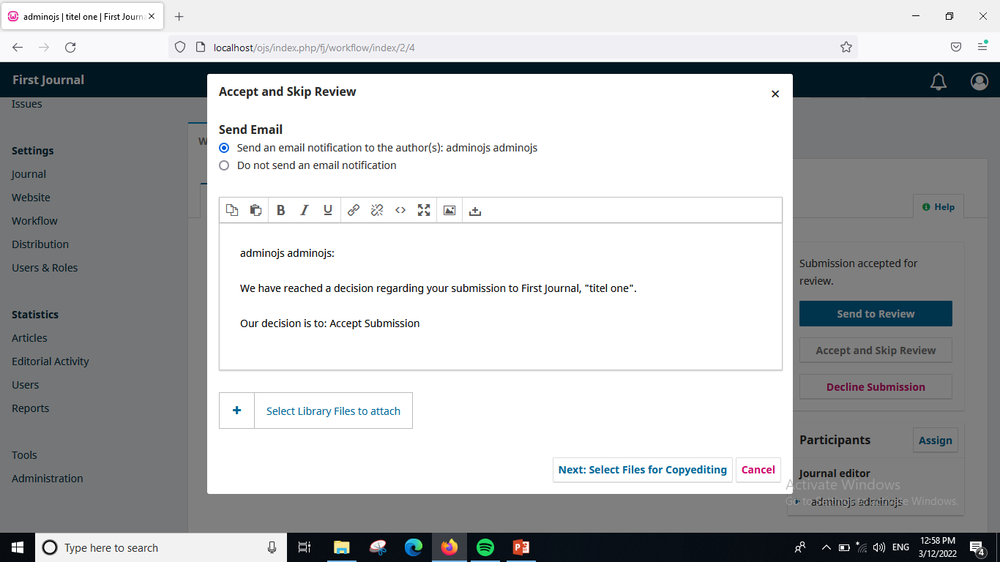 adminojs | titel one | First Journa
localhost/ojs/index.php/fj/workflow/index/2/4
First Journal
Issues
Settings
Journal
Website
Workflow
Distribution
Users & Roles
Statistics
Articles
Editorial Activity
Users
Reports
Tools
Administration
W
Accept and Skip Review
Send Email
Send an email notification to the author(s): adminojs adminojs
Do not send an email notification
B I U
adminojs adminojs:
We have reached a decision regarding your submission to First Journal, "titel one".
Our decision is to: Accept Submission
Select Library Files to attach
Next: Select Files for Copyediting
Cancel
Help
Submission accepted for
review.
Send to Review
Accept and Skip Review
Decline Submission
Participants
Assign
Journal editor
adminojs adminojs
Activate Windows
Go to Settings to activate Windows.
Type here to search
ENG
12:58 PM
3/12/2022
4